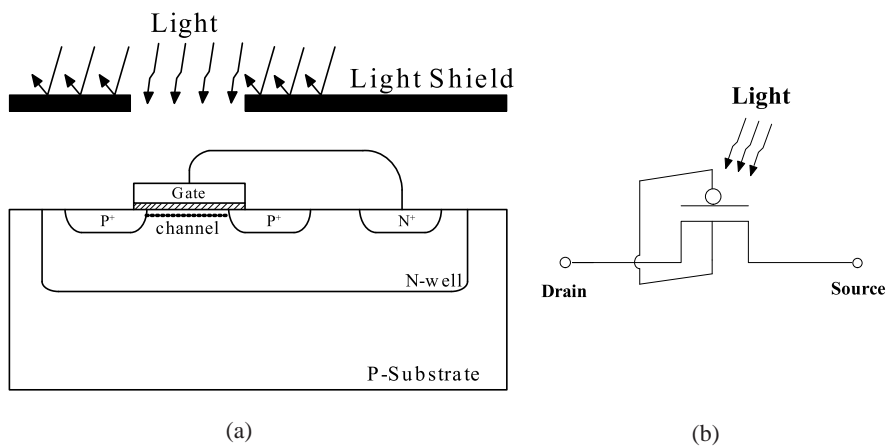 Light
Light Shield
Gate
P+
channel
P+
N+
N-well
P-Substrate
(a)
Light
Drain
Source
(b)